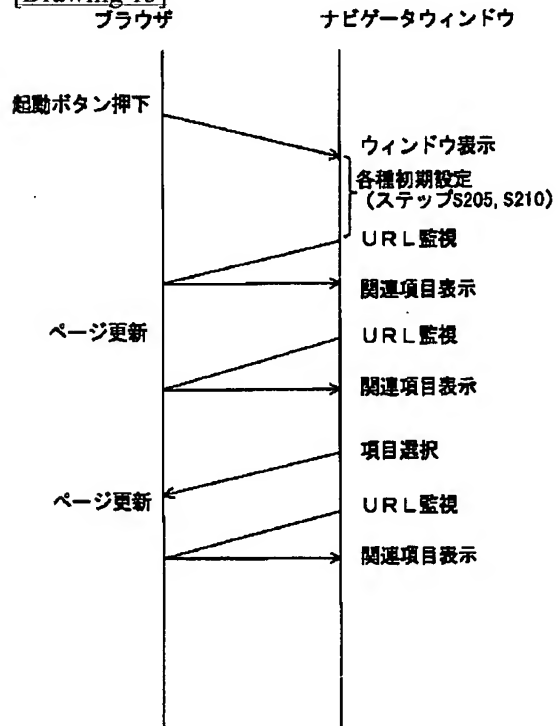 [Drawing 13]
ブラウザ ナビゲータウィンドウ
起動ボタン押下
ウィンドウ表示
各種初期設定
(ステップS205, S210)
URL監視
関連項目表示
ページ更新 URL監視
関連項目表示
項目選択
ページ更新 URL監視
関連項目表示